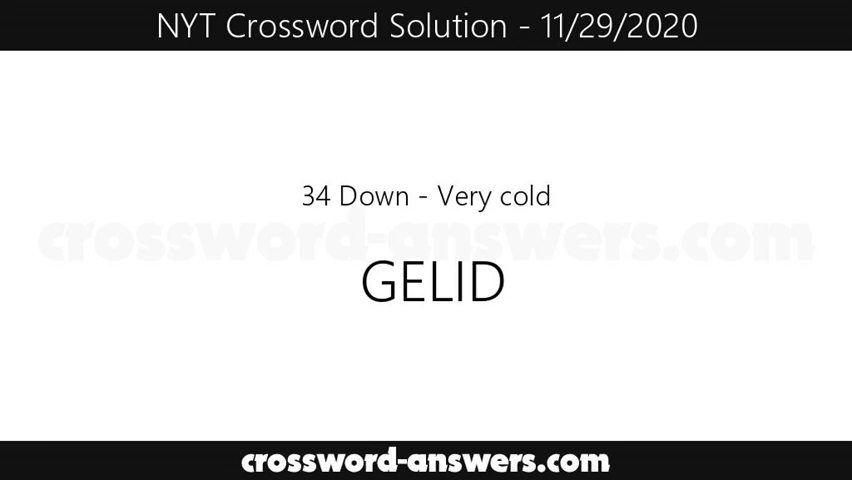 NYT Crossword Solution - 11/29/2020
34 Down - Very cold
crossword-answers.com
GELID
crossword-answers.com